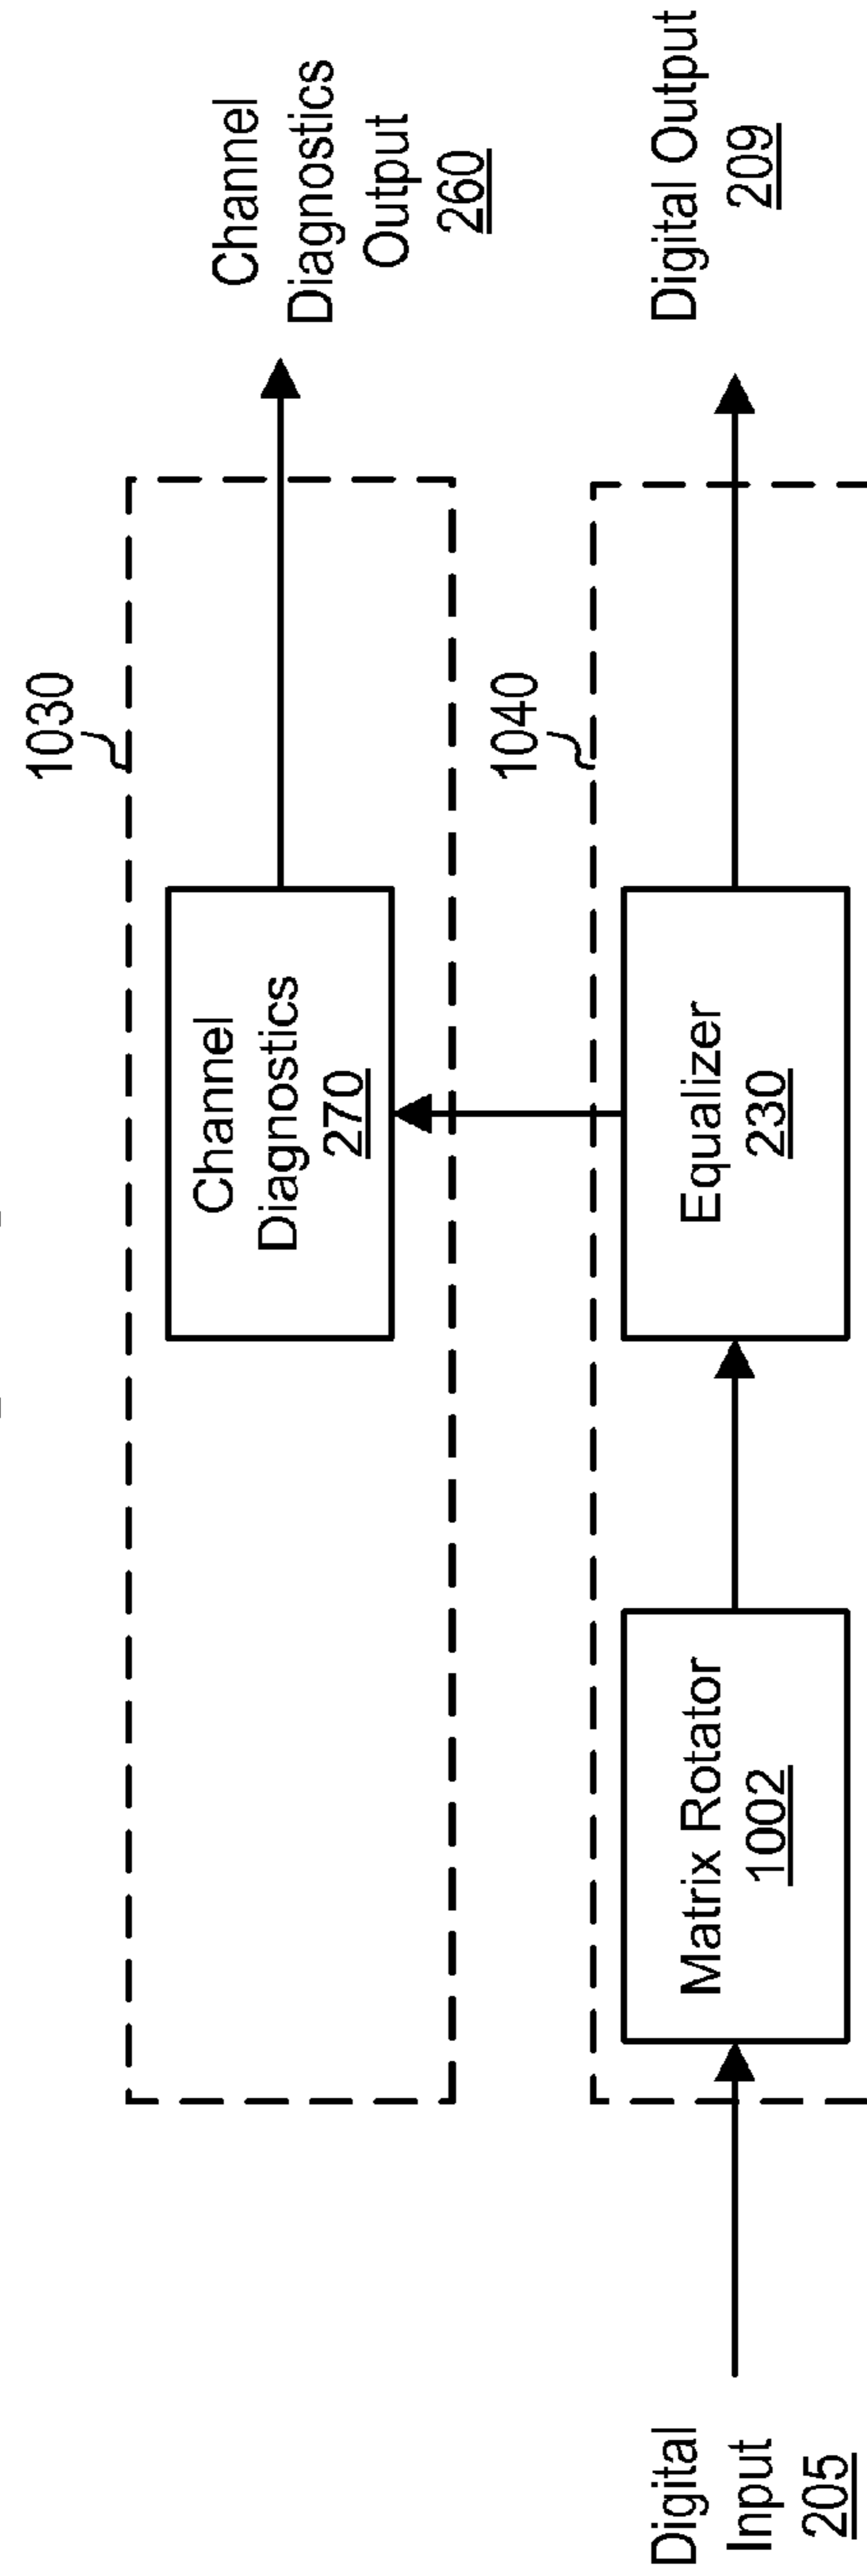 1030
Channel
Diagnostics
270
Channel
Diagnostics
Output
260
1040
Digital
Input
205
Matrix Rotator
1002
Equalizer
230
Digital Output
209